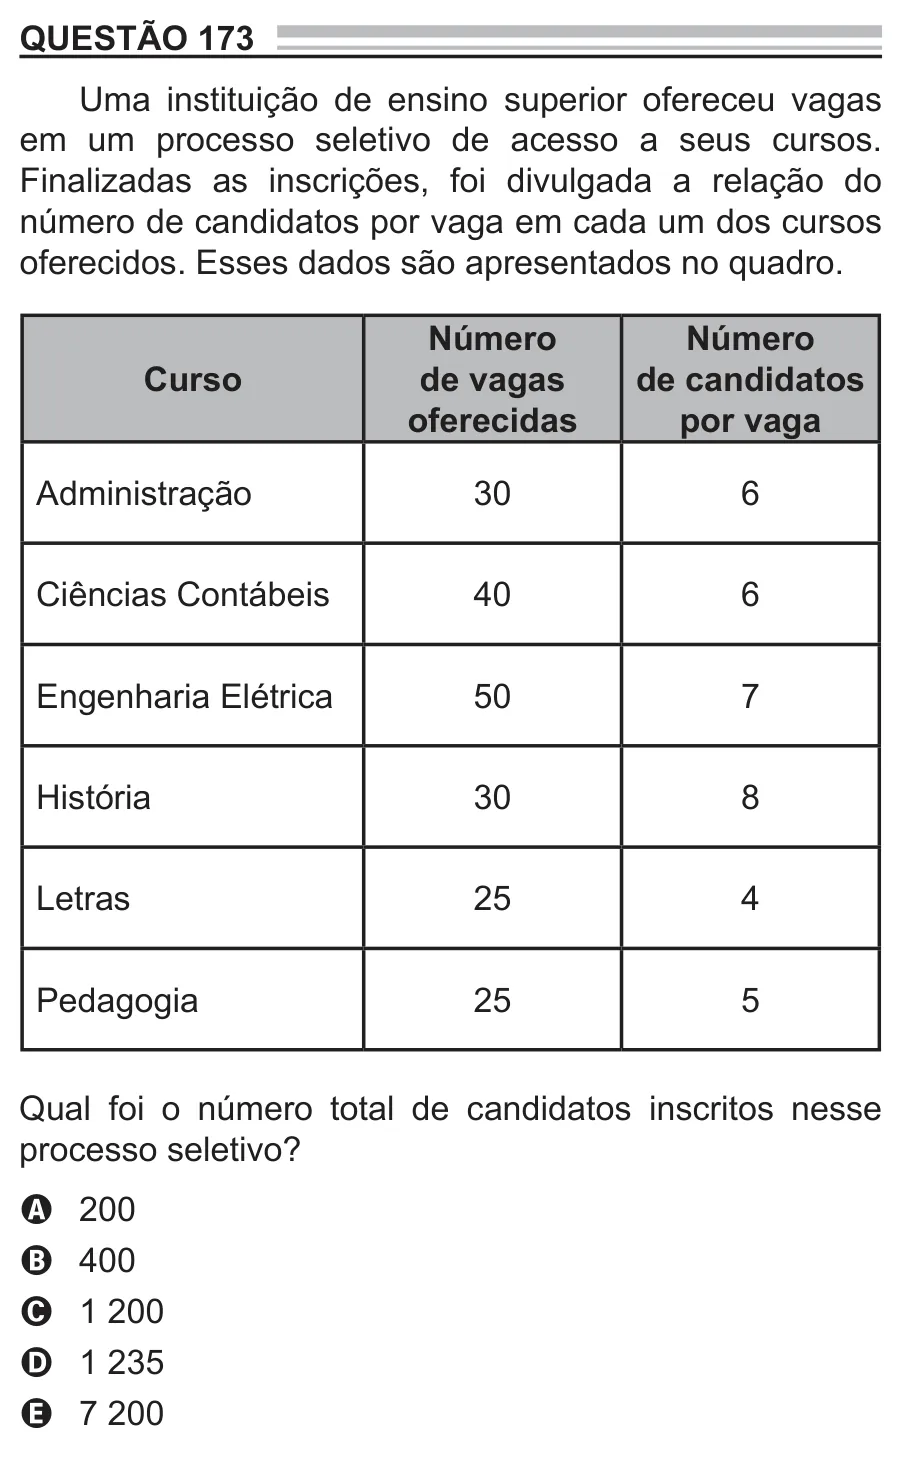 QUESTÃO 173
Uma instituição de ensino superior ofereceu vagas
em um processo seletivo de acesso a seus cursos.
Finalizadas as inscrições, foi divulgada a relação do
número de candidatos por vaga em cada um dos cursos
oferecidos. Esses dados são apresentados no quadro.
Curso
Número
de vagas
oferecidas
Número
de candidatos
por vaga
Administração 30 6
Ciências Contábeis 40 6
Engenharia Elétrica 50 7
História 30 8
Letras 25 4
Pedagogia 25 5
Qual foi o número total de candidatos inscritos nesse
processo seletivo?
A 200
B 400
C 1 200
D 1 235
E 7 200